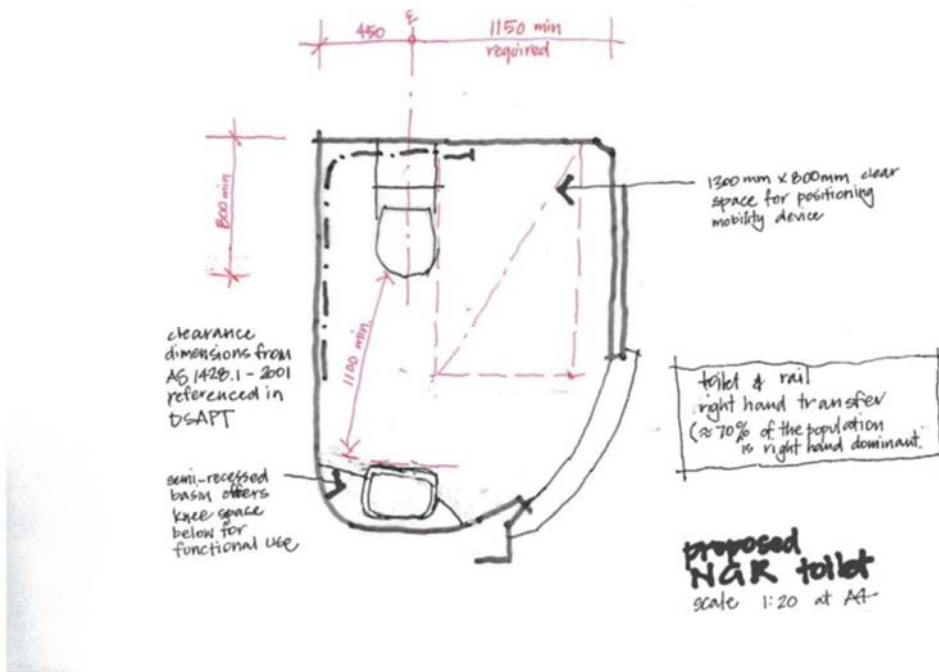 450
℄
1150 min
required
800 min
1300mm x 800mm clear
space for positioning
mobility device
clearance
dimensions from
AS 1428.1 - 2001
referenced in
DSAPT
1100 min
toilet & rail
right hand transfer
(≈70% of the population
is right hand dominant.
semi-recessed
basin offers
knee space
below for
functional use
proposed
NGR toilet
scale 1:20 at A4